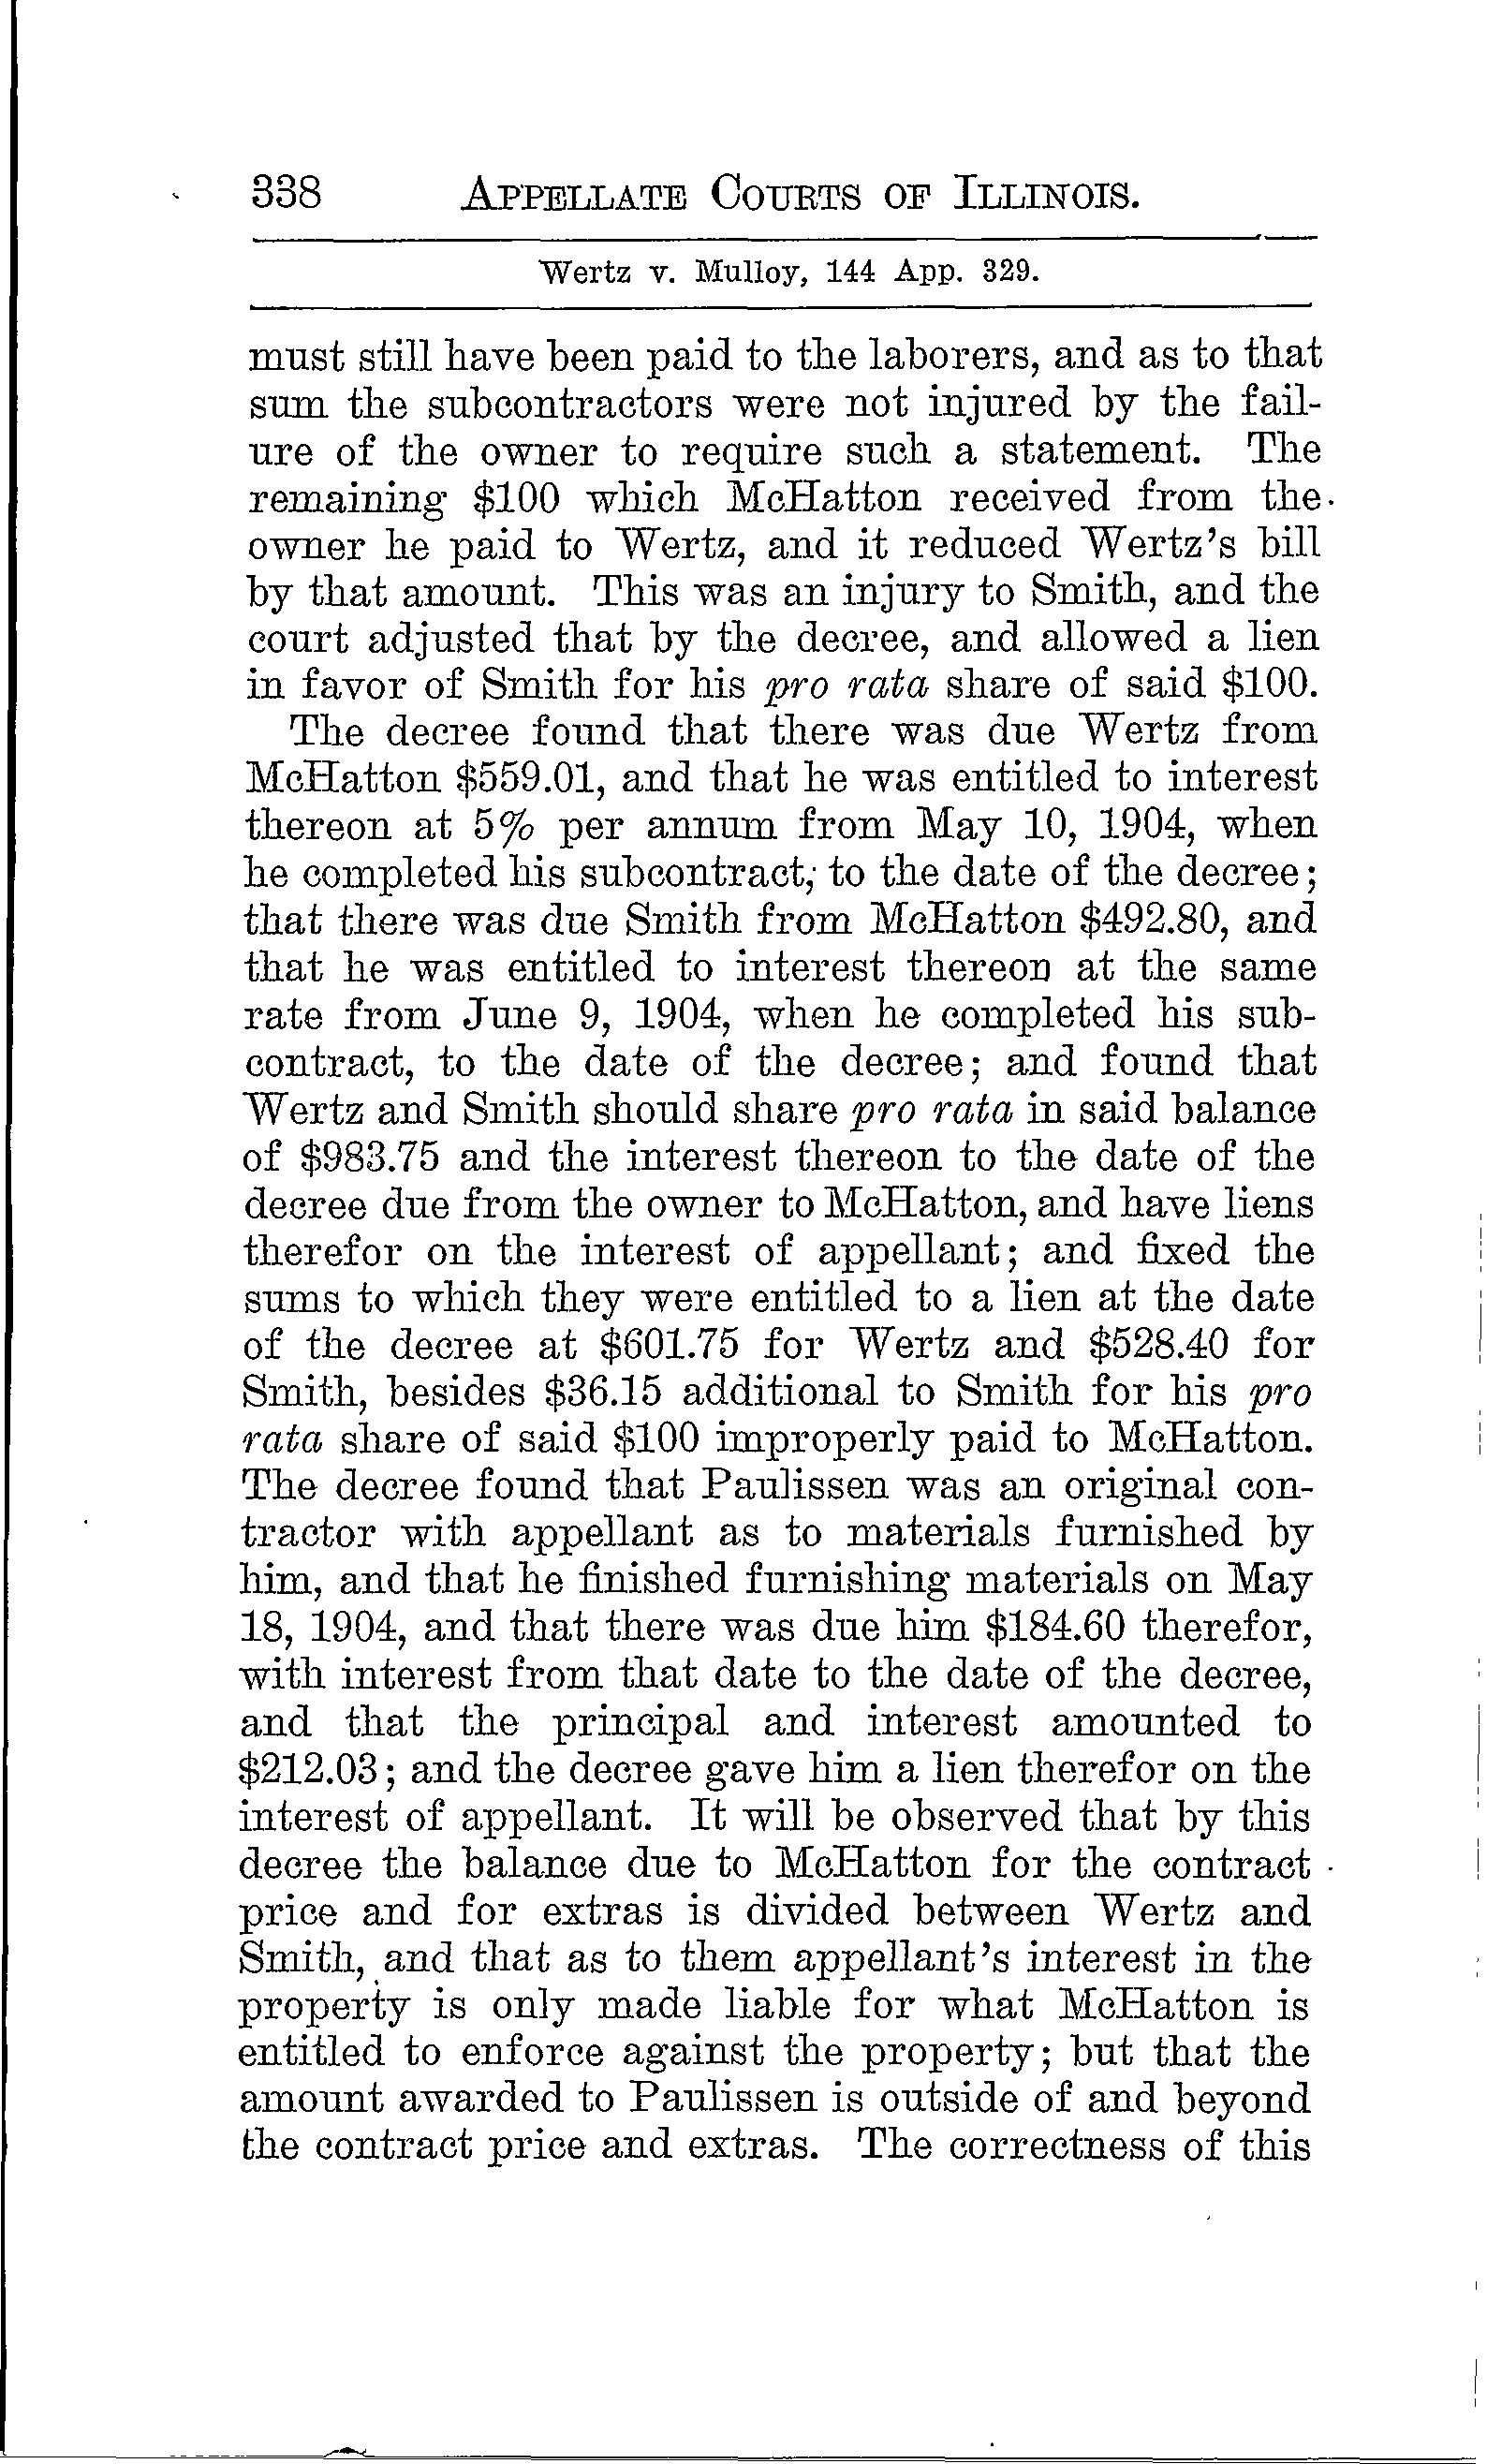 338 APPELLATE COURTS OF ILLINOIS.
Wertz v. Mulloy, 144 App. 329.
must still have been paid to the laborers, and as to that
sum the subcontractors were not injured by the fail-
ure of the owner to require such a statement. The
remaining $100 which McHatton received from the
owner he paid to Wertz, and it reduced Wertz's bill
by that amount. This was an injury to Smith, and the
court adjusted that by the decree, and allowed a lien
in favor of Smith for his pro rata share of said $100.
The decree found that there was due Wertz from
McHatton $559.01, and that he was entitled to interest
thereon at 5% per annum from May 10, 1904, when
he completed his subcontract, to the date of the decree;
that there was due Smith from McHatton $492.80, and
that he was entitled to interest thereon at the same
rate from June 9, 1904, when he completed his sub-
contract, to the date of the decree; and found that
Wertz and Smith should share pro rata in said balance
of $983.75 and the interest thereon to the date of the
decree due from the owner to McHatton, and have liens
therefor on the interest of appellant; and fixed the
sums to which they were entitled to a lien at the date
of the decree at $601.75 for Wertz and $528.40 for
Smith, besides $36.15 additional to Smith for his pro
rata share of said $100 improperly paid to McHatton.
The decree found that Paulissen was an original con-
tractor with appellant as to materials furnished by
him, and that he finished furnishing materials on May
18, 1904, and that there was due him $184.60 therefor,
with interest from that date to the date of the decree,
and that the principal and interest amounted to
$212.03; and the decree gave him a lien therefor on the
interest of appellant. It will be observed that by this
decree the balance due to McHatton for the contract
price and for extras is divided between Wertz and
Smith, and that as to them appellant's interest in the
property is only made liable for what McHatton is
entitled to enforce against the property; but that the
amount awarded to Paulissen is outside of and beyond
the contract price and extras. The correctness of this